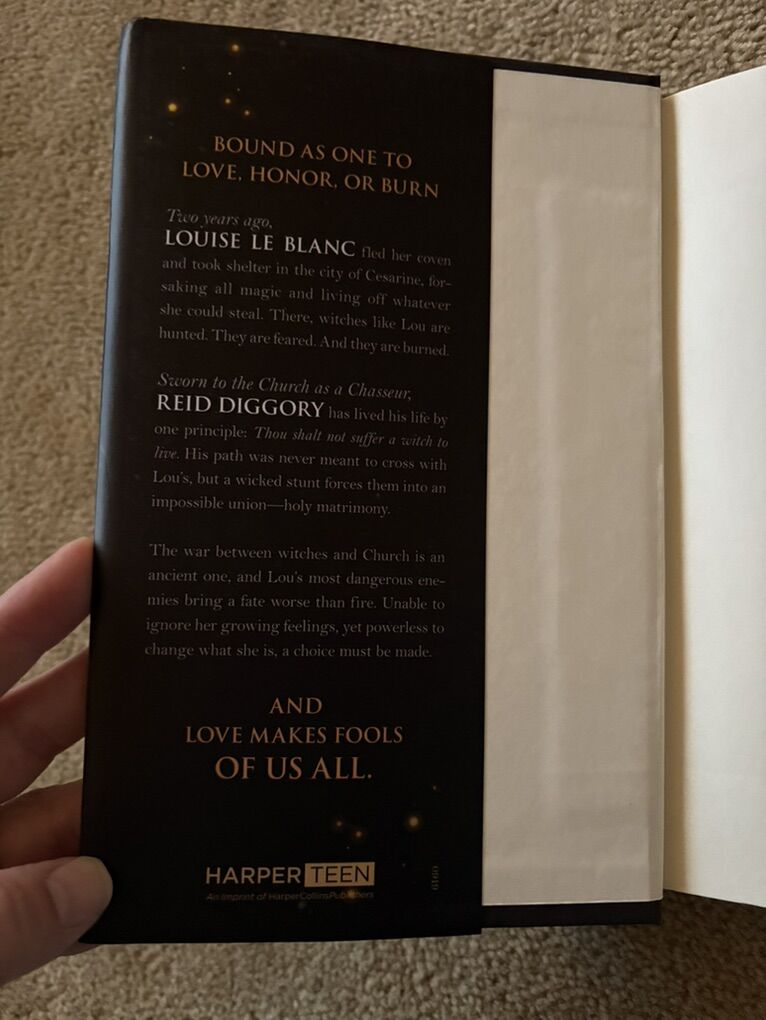 BOUND AS ONE TO
LOVE, HONOR, OR BURN
Two years ago,
LOUISE LE BLANC fled her coven
and took shelter in the city of Cesarine, for-
saking all magic and living off whatever
she could steal. There, witches like Lou are
hunted. They are feared. And they are burned.
Sworn to the Church as a Chasseur,
REID DIGGORY has lived his life by
one principle: Thou shalt not suffer a witch to
live. His path was never meant to cross with
Lou's, but a wicked stunt forces them into an
impossible union—holy matrimony.
The war between witches and Church is an
ancient one, and Lou's most dangerous ene-
mies bring a fate worse than fire. Unable to
ignore her growing feelings, yet powerless to
change what she is, a choice must be made.
AND
LOVE MAKES FOOLS
OF US ALL.
HARPER TEEN
An Imprint of HarperCollinsPublishers
0919